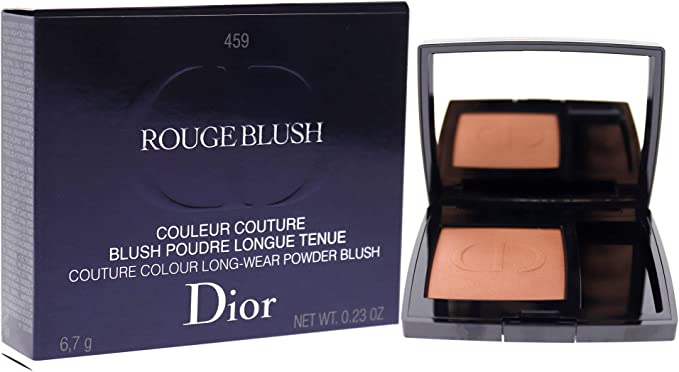 459
ROUGE BLUSH
COULEUR COUTURE
BLUSH POUDRE LONGUE TENUE
COUTURE COLOUR LONG-WEAR POWDER BLUSH
Dior
6,7 g
NET WT. 0.23 OZ
CD